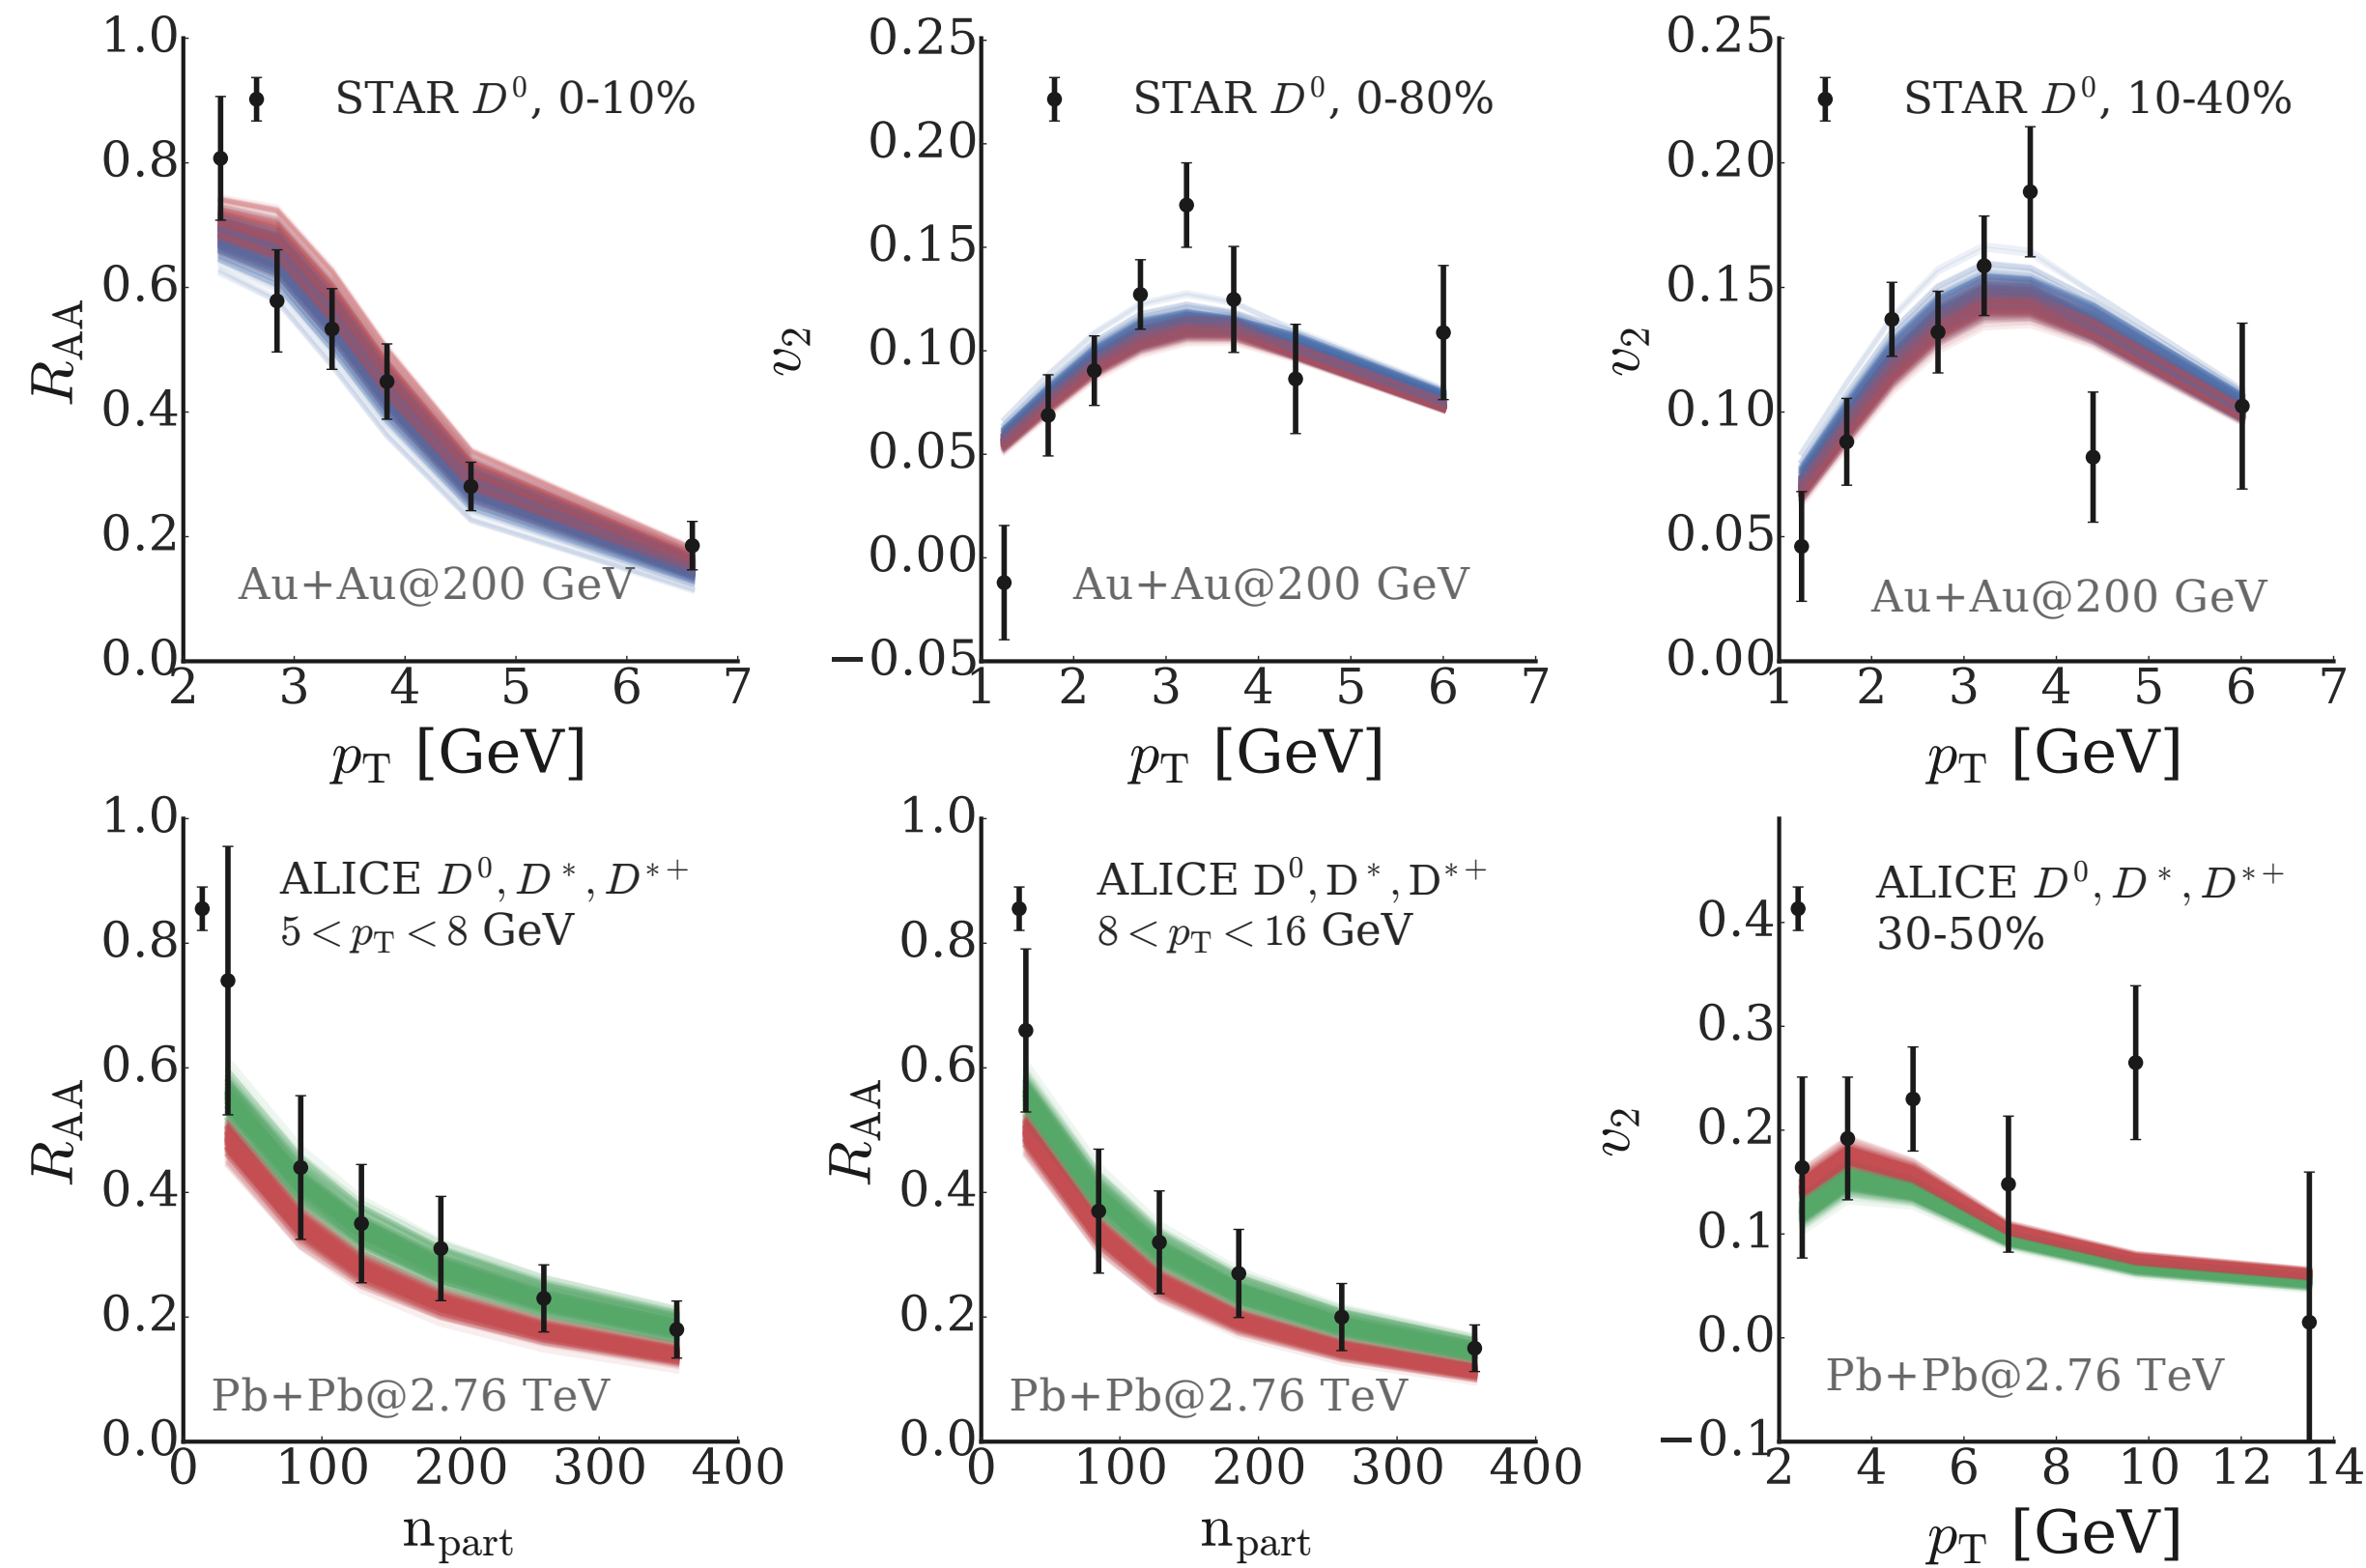 1.0
0.8
0.6
0.4
0.2
0.0
R_AA
STAR D^0, 0-10%
Au+Au@200 GeV
2 3 4 5 6 7
p_T [GeV]
0.25
0.20
0.15
0.10
0.05
0.00
−0.05
v_2
STAR D^0, 0-80%
Au+Au@200 GeV
1 2 3 4 5 6 7
p_T [GeV]
0.25
0.20
0.15
0.10
0.05
0.00
v_2
STAR D^0, 10-40%
Au+Au@200 GeV
1 2 3 4 5 6 7
p_T [GeV]
1.0
0.8
0.6
0.4
0.2
0.0
R_AA
ALICE D^0, D^*, D^{*+}
5 < p_T < 8 GeV
Pb+Pb@2.76 TeV
0 100 200 300 400
n_part
1.0
0.8
0.6
0.4
0.2
0.0
R_AA
ALICE D^0, D^*, D^{*+}
8 < p_T < 16 GeV
Pb+Pb@2.76 TeV
0 100 200 300 400
n_part
0.4
0.3
0.2
0.1
0.0
−0.1
v_2
ALICE D^0, D^*, D^{*+}
30-50%
Pb+Pb@2.76 TeV
2 4 6 8 10 12 14
p_T [GeV]